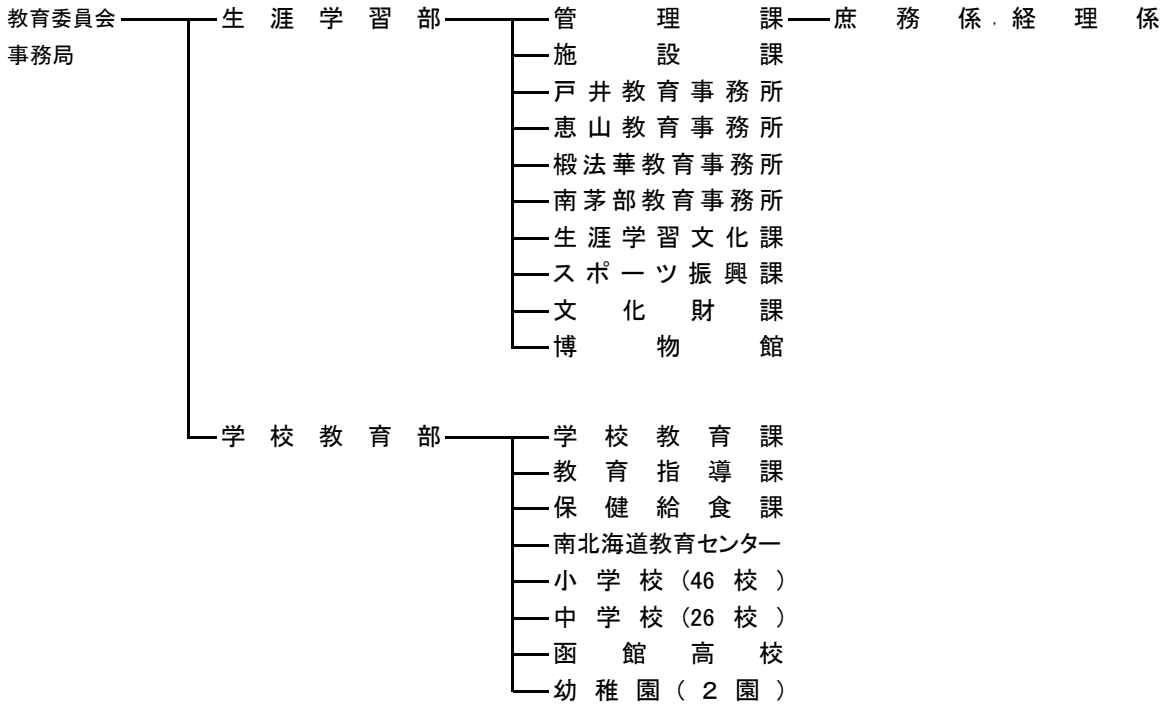 教育委員会 生涯学習部 管理課 庶務係，経理係
事務局 施設課
戸井教育事務所
恵山教育事務所
椴法華教育事務所
南茅部教育事務所
生涯学習文化課
スポーツ振興課
文化財課
博物館
学校教育部 学校教育課
教育指導課
保健給食課
南北海道教育センター
小学校(46校)
中学校(26校)
函館高校
幼稚園(２園)